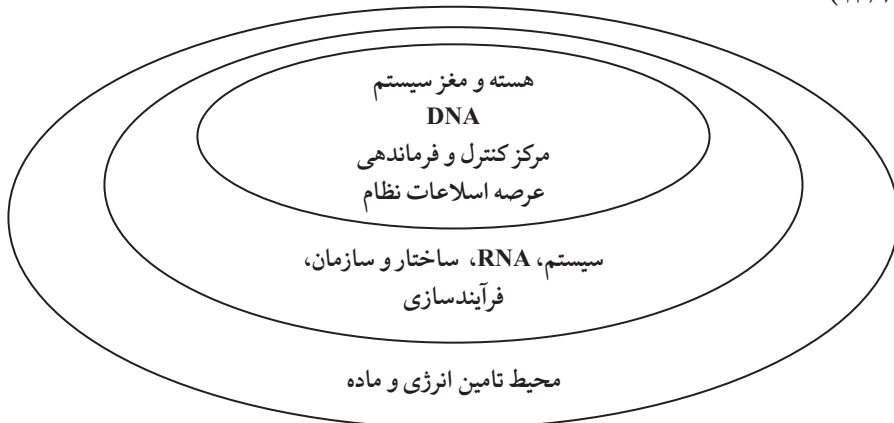 هسته و مغز سیستم
DNA
مرکز کنترل و فرماندهی
عرصه اسلاعات نظام
سیستم، RNA، ساختار و سازمان،
فرآیندسازی
محیط تامین انرژی و ماده